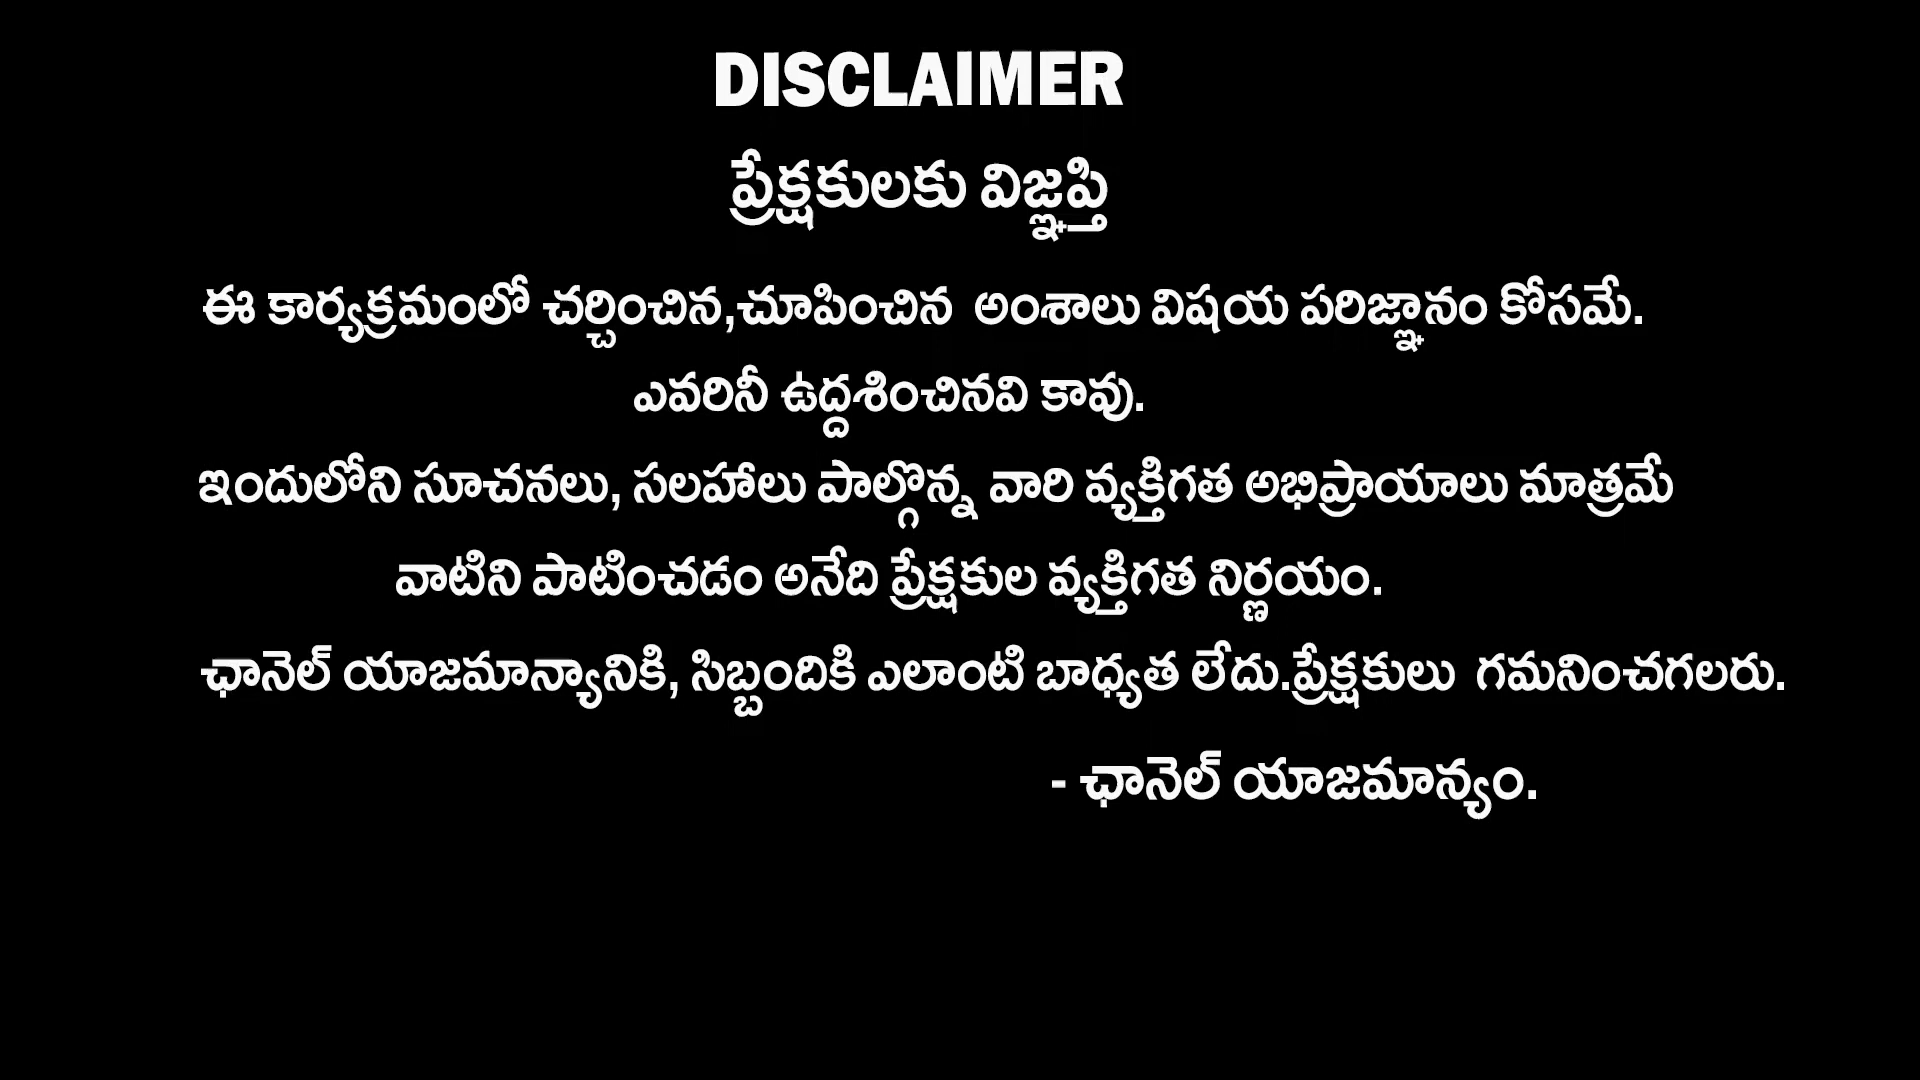 DISCLAIMER
ప్రేక్షకులకు విజ్ఞప్తి
ఈ కార్యక్రమంలో చర్చించిన,చూపించిన అంశాలు విషయ పరిజ్ఞానం కోసమే.
ఎవరినీ ఉద్దశించినవి కావు.
ఇందులోని సూచనలు, సలహాలు పాల్గొన్న వారి వ్యక్తిగత అభిప్రాయాలు మాత్రమే
వాటిని పాటించడం అనేది ప్రేక్షకుల వ్యక్తిగత నిర్ణయం.
ఛానెల్ యాజమాన్యానికి, సిబ్బందికి ఎలాంటి బాధ్యత లేదు.ప్రేక్షకులు గమనించగలరు.
- ఛానెల్ యాజమాన్యం.